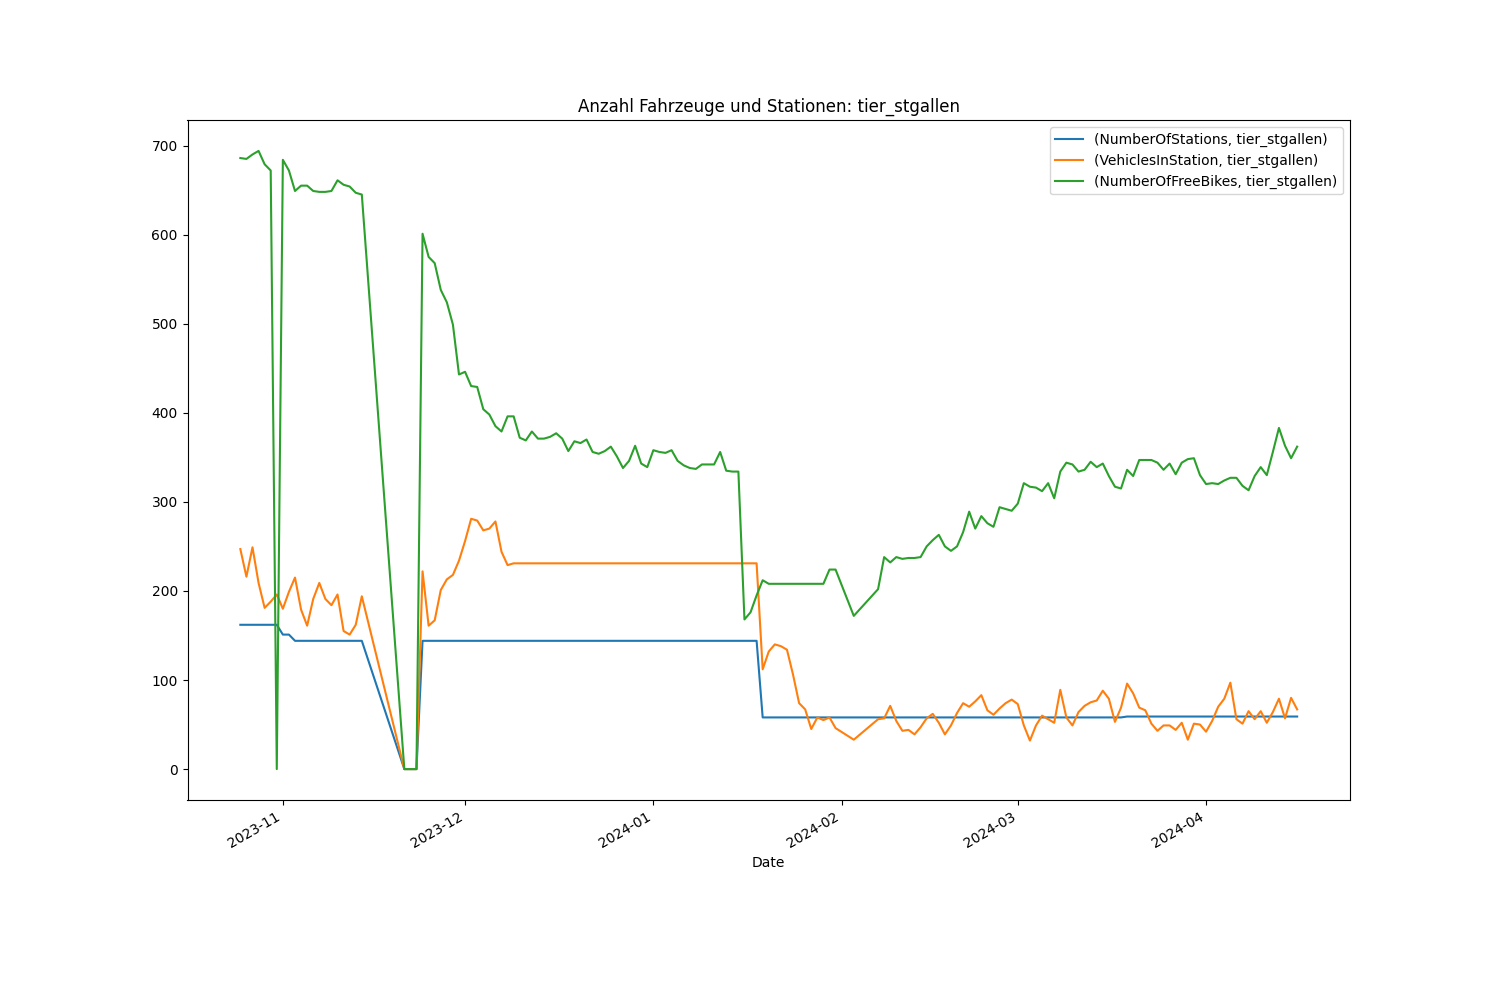 Anzahl Fahrzeuge und Stationen: tier_stgallen
(NumberOfStations, tier_stgallen)
(VehiclesInStation, tier_stgallen)
(NumberOfFreeBikes, tier_stgallen)
700
600
500
400
300
200
100
0
2023-11
2023-12
2024-01
2024-02
2024-03
2024-04
Date